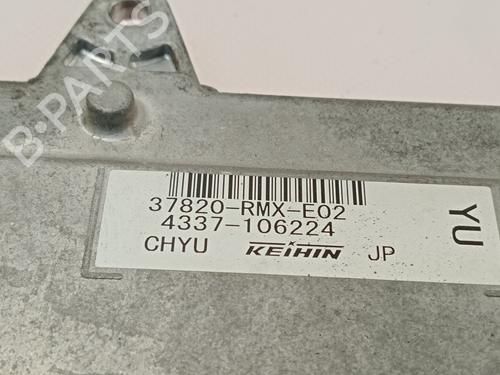 B-PARTS
37820-RMX-E02
4337-106224
CHYU KEIHIN JP
YU